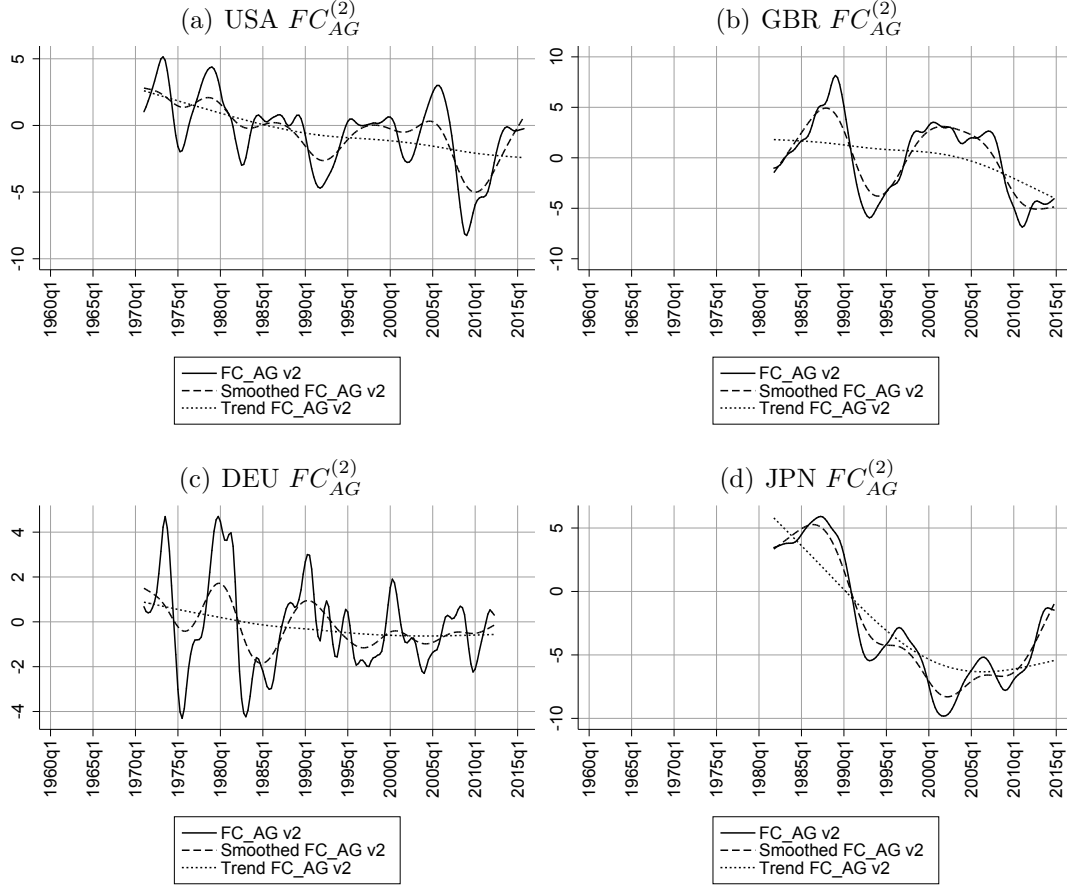 (a) USA FC_{AG}^{(2)}
5
0
-5
-10
1960q1
1965q1
1970q1
1975q1
1980q1
1985q1
1990q1
1995q1
2000q1
2005q1
2010q1
2015q1
FC_AG v2
Smoothed FC_AG v2
Trend FC_AG v2
(b) GBR FC_{AG}^{(2)}
10
5
0
-5
-10
1960q1
1965q1
1970q1
1975q1
1980q1
1985q1
1990q1
1995q1
2000q1
2005q1
2010q1
2015q1
FC_AG v2
Smoothed FC_AG v2
Trend FC_AG v2
(c) DEU FC_{AG}^{(2)}
4
2
0
-2
-4
1960q1
1965q1
1970q1
1975q1
1980q1
1985q1
1990q1
1995q1
2000q1
2005q1
2010q1
2015q1
FC_AG v2
Smoothed FC_AG v2
Trend FC_AG v2
(d) JPN FC_{AG}^{(2)}
5
0
-5
-10
1960q1
1965q1
1970q1
1975q1
1980q1
1985q1
1990q1
1995q1
2000q1
2005q1
2010q1
2015q1
FC_AG v2
Smoothed FC_AG v2
Trend FC_AG v2